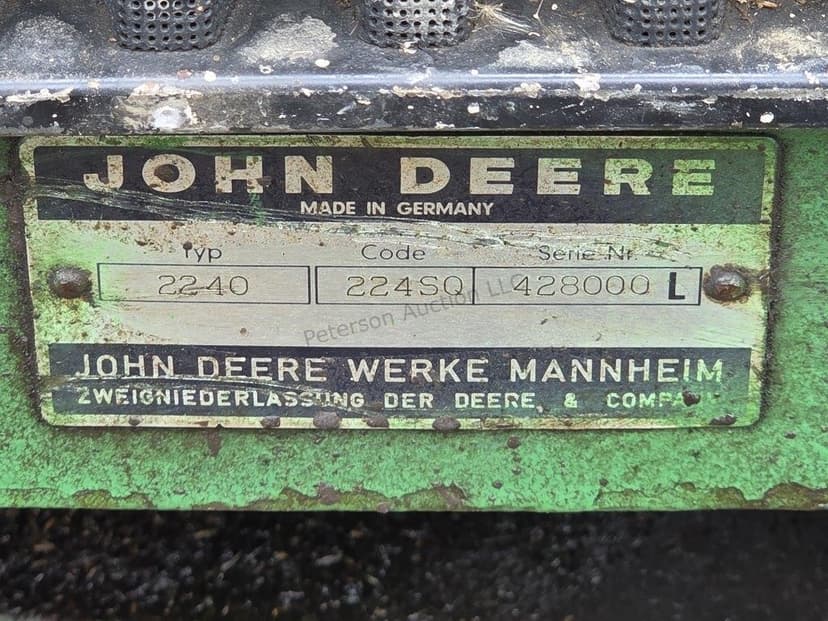 JOHN DEERE
MADE IN GERMANY
Typ Code Serie Nr
2240 224SQ 428000 L
Peterson Auction LLC
JOHN DEERE WERKE MANNHEIM
ZWEIGNIEDERLASSUNG DER DEERE & COMPANY